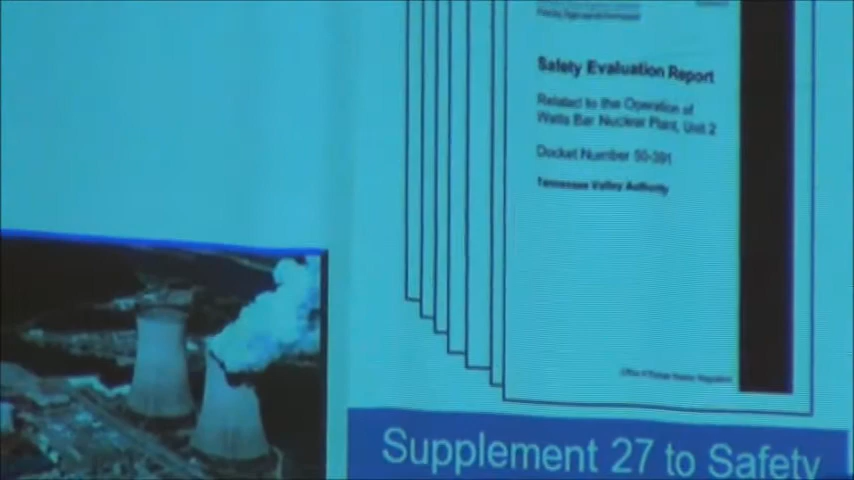 Safety Evaluation Report
Related to the Operation of
Watts Bar Nuclear Plant, Unit 2
Docket Number 50-391
Tennessee Valley Authority
Supplement 27 to Safety